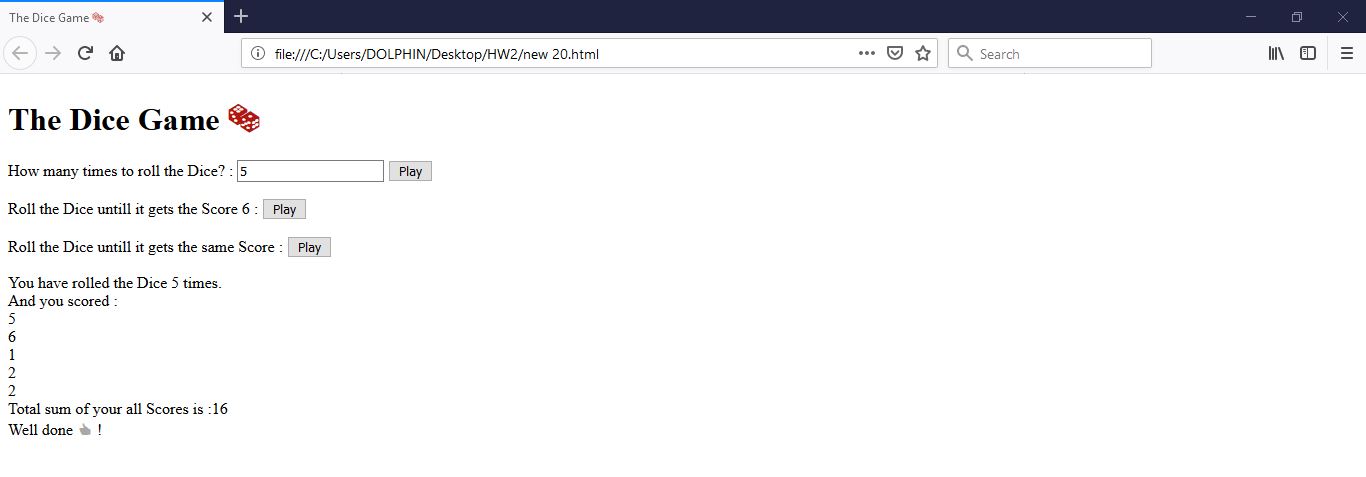 The Dice Game 🎲
file:///C:/Users/DOLPHIN/Desktop/HW2/new 20.html
Search
The Dice Game 🎲
How many times to roll the Dice? : 5 Play
Roll the Dice untill it gets the Score 6 : Play
Roll the Dice untill it gets the same Score : Play
You have rolled the Dice 5 times.
And you scored :
5
6
1
2
2
Total sum of your all Scores is :16
Well done 👍 !